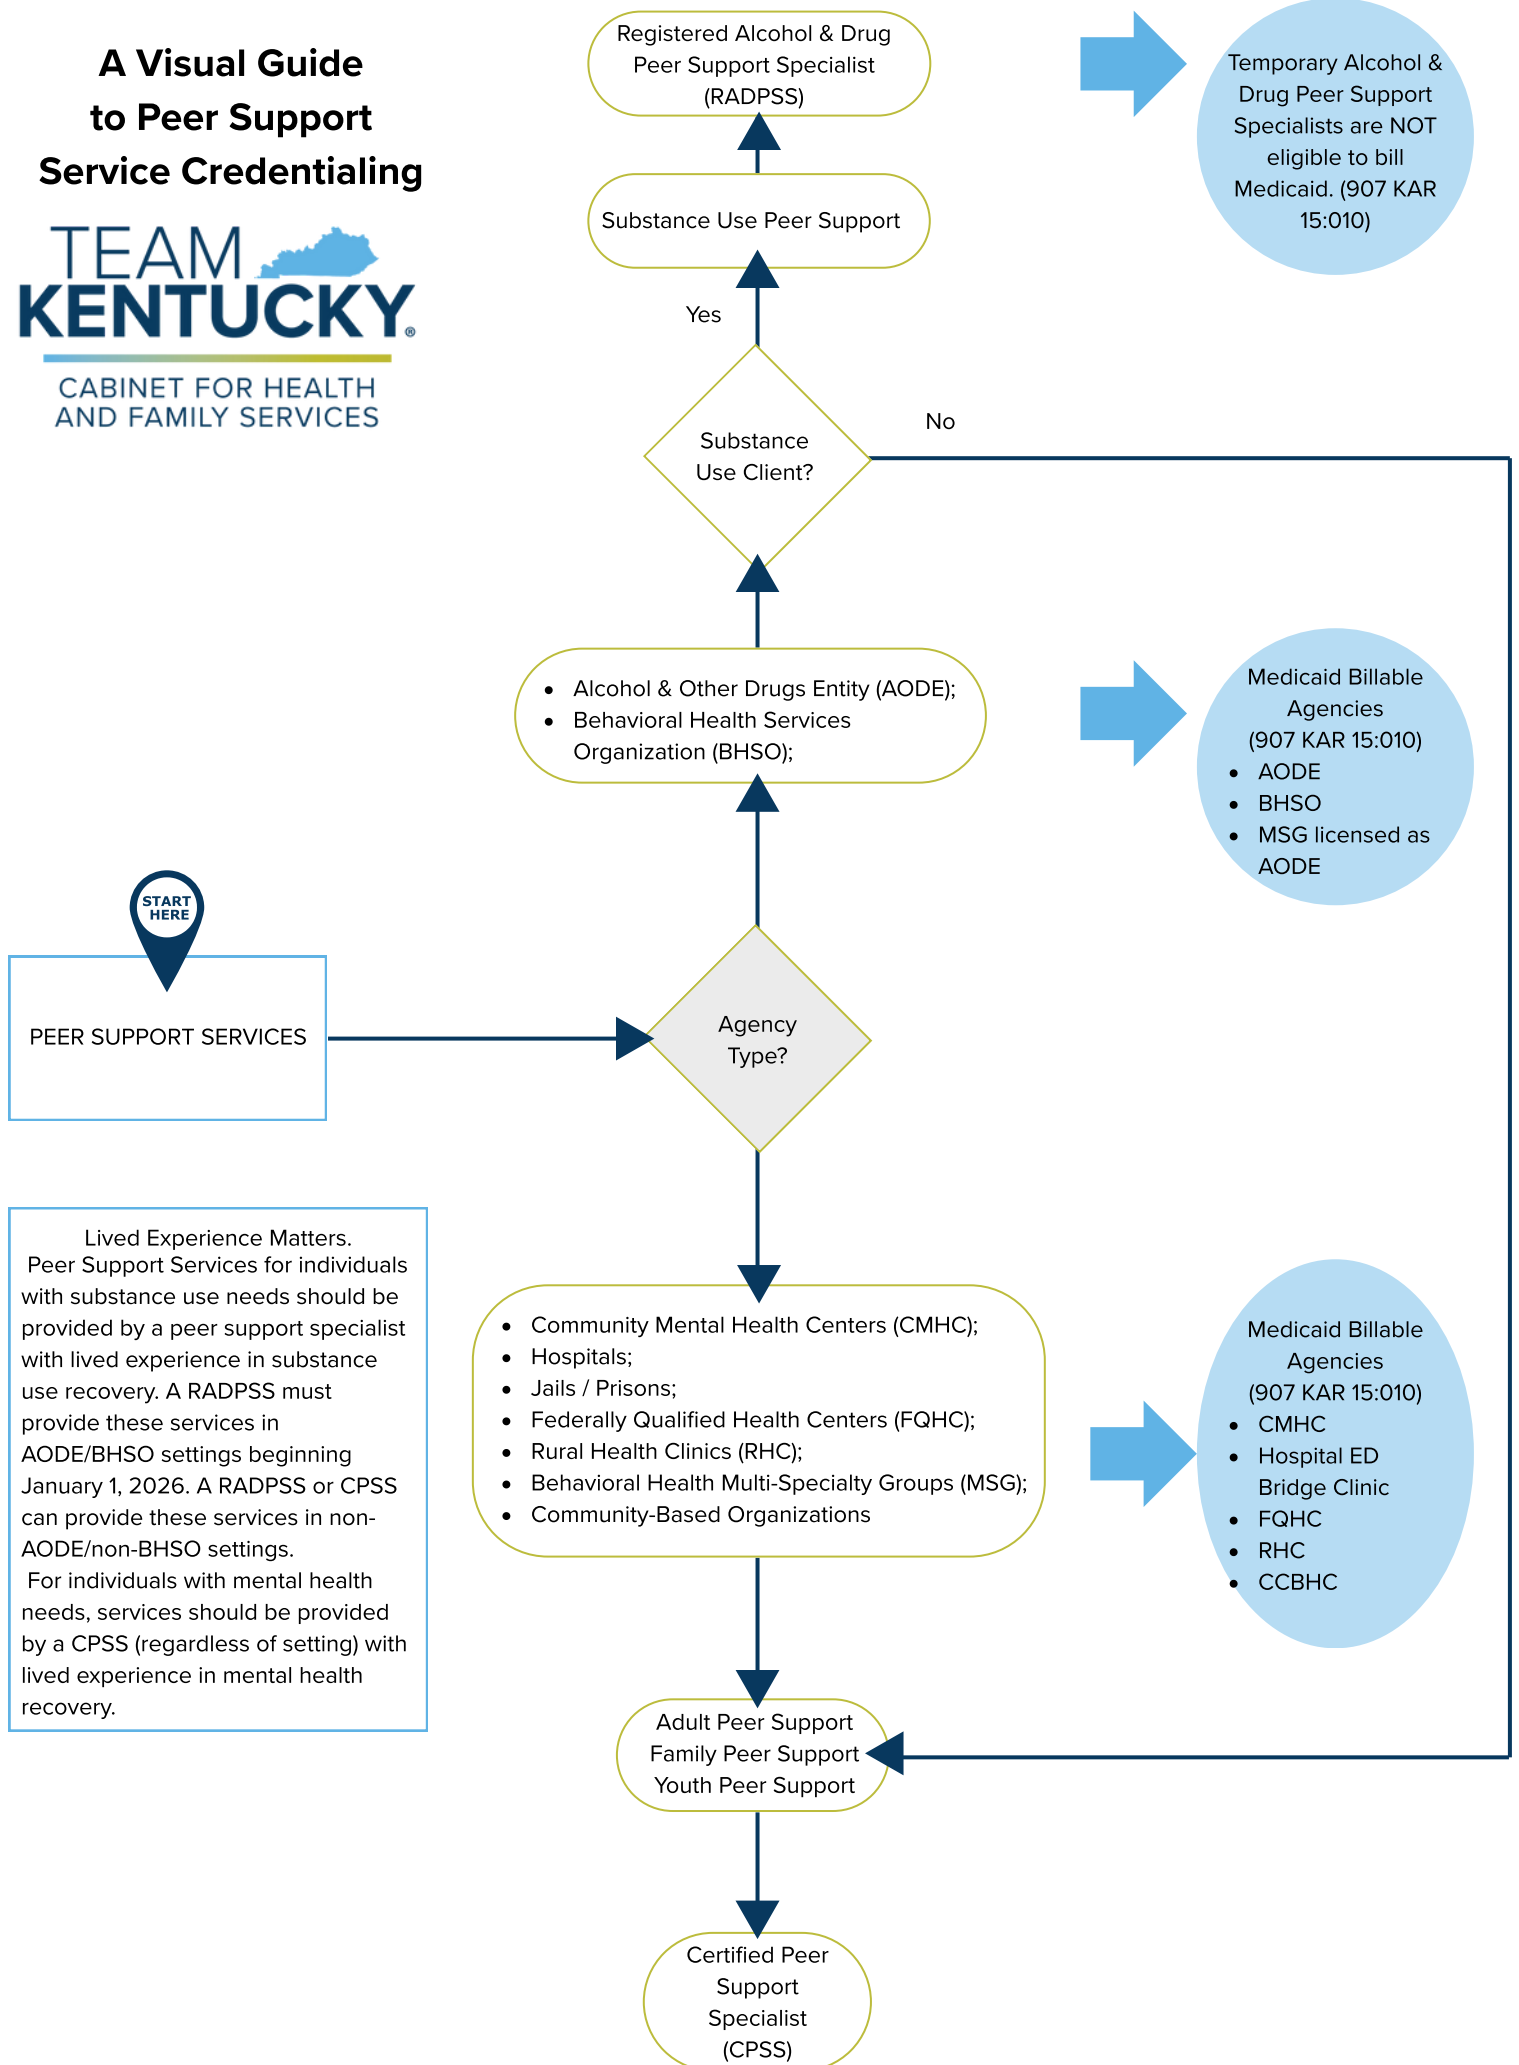 A Visual Guide
to Peer Support
Service Credentialing
TEAM
KENTUCKY®
CABINET FOR HEALTH
AND FAMILY SERVICES
Registered Alcohol & Drug
Peer Support Specialist
(RADPSS)
Temporary Alcohol &
Drug Peer Support
Specialists are NOT
eligible to bill
Medicaid. (907 KAR
15:010)
Substance Use Peer Support
Yes
Substance
Use Client?
No
• Alcohol & Other Drugs Entity (AODE);
• Behavioral Health Services
Organization (BHSO);
Medicaid Billable
Agencies
(907 KAR 15:010)
• AODE
• BHSO
• MSG licensed as
AODE
START
HERE
PEER SUPPORT SERVICES
Agency
Type?
Lived Experience Matters.
Peer Support Services for individuals
with substance use needs should be
provided by a peer support specialist
with lived experience in substance
use recovery. A RADPSS must
provide these services in
AODE/BHSO settings beginning
January 1, 2026. A RADPSS or CPSS
can provide these services in non-
AODE/non-BHSO settings.
For individuals with mental health
needs, services should be provided
by a CPSS (regardless of setting) with
lived experience in mental health
recovery.
• Community Mental Health Centers (CMHC);
• Hospitals;
• Jails / Prisons;
• Federally Qualified Health Centers (FQHC);
• Rural Health Clinics (RHC);
• Behavioral Health Multi-Specialty Groups (MSG);
• Community-Based Organizations
Medicaid Billable
Agencies
(907 KAR 15:010)
• CMHC
• Hospital ED
Bridge Clinic
• FQHC
• RHC
• CCBHC
Adult Peer Support
Family Peer Support
Youth Peer Support
Certified Peer
Support
Specialist
(CPSS)